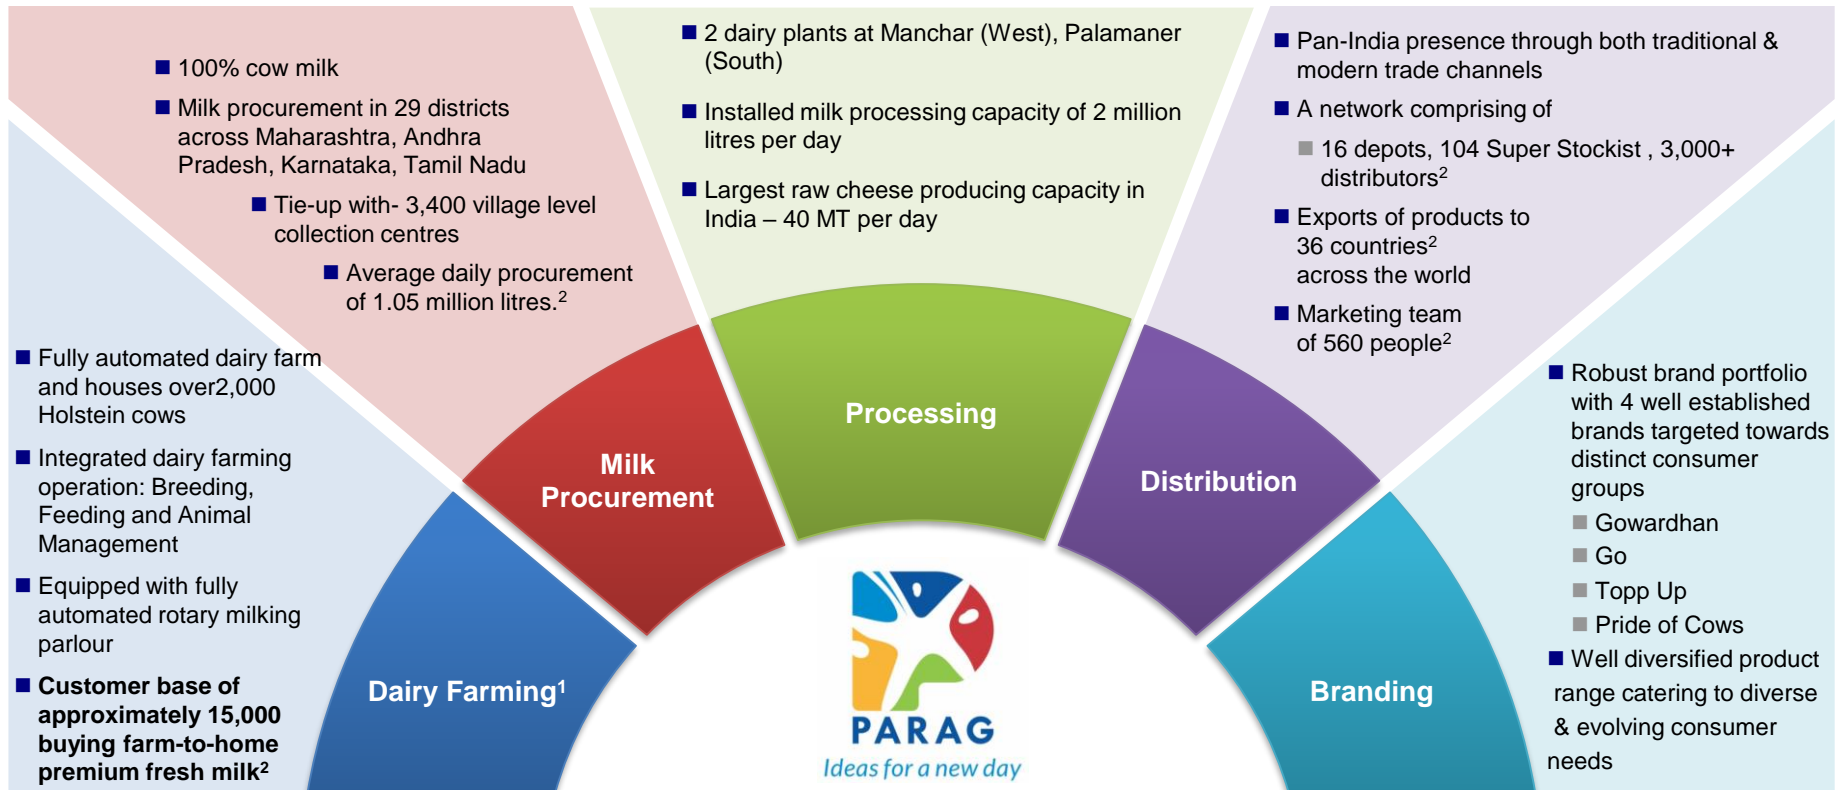 100% cow milk
Milk procurement in 29 districts
across Maharashtra, Andhra
Pradesh, Karnataka, Tamil Nadu
Tie-up with- 3,400 village level
collection centres
Average daily procurement
of 1.05 million litres.2
2 dairy plants at Manchar (West), Palamaner
(South)
Installed milk processing capacity of 2 million
litres per day
Largest raw cheese producing capacity in
India – 40 MT per day
Pan-India presence through both traditional &
modern trade channels
A network comprising of
16 depots, 104 Super Stockist , 3,000+
distributors2
Exports of products to
36 countries2
across the world
Marketing team
of 560 people2
Fully automated dairy farm
and houses over2,000
Holstein cows
Integrated dairy farming
operation: Breeding,
Feeding and Animal
Management
Equipped with fully
automated rotary milking
parlour
Customer base of
approximately 15,000
buying farm-to-home
premium fresh milk2
Robust brand portfolio
with 4 well established
brands targeted towards
distinct consumer
groups
Gowardhan
Go
Topp Up
Pride of Cows
Well diversified product
range catering to diverse
& evolving consumer
needs
Dairy Farming1
Milk
Procurement
Processing
Distribution
Branding
PARAG
Ideas for a new day